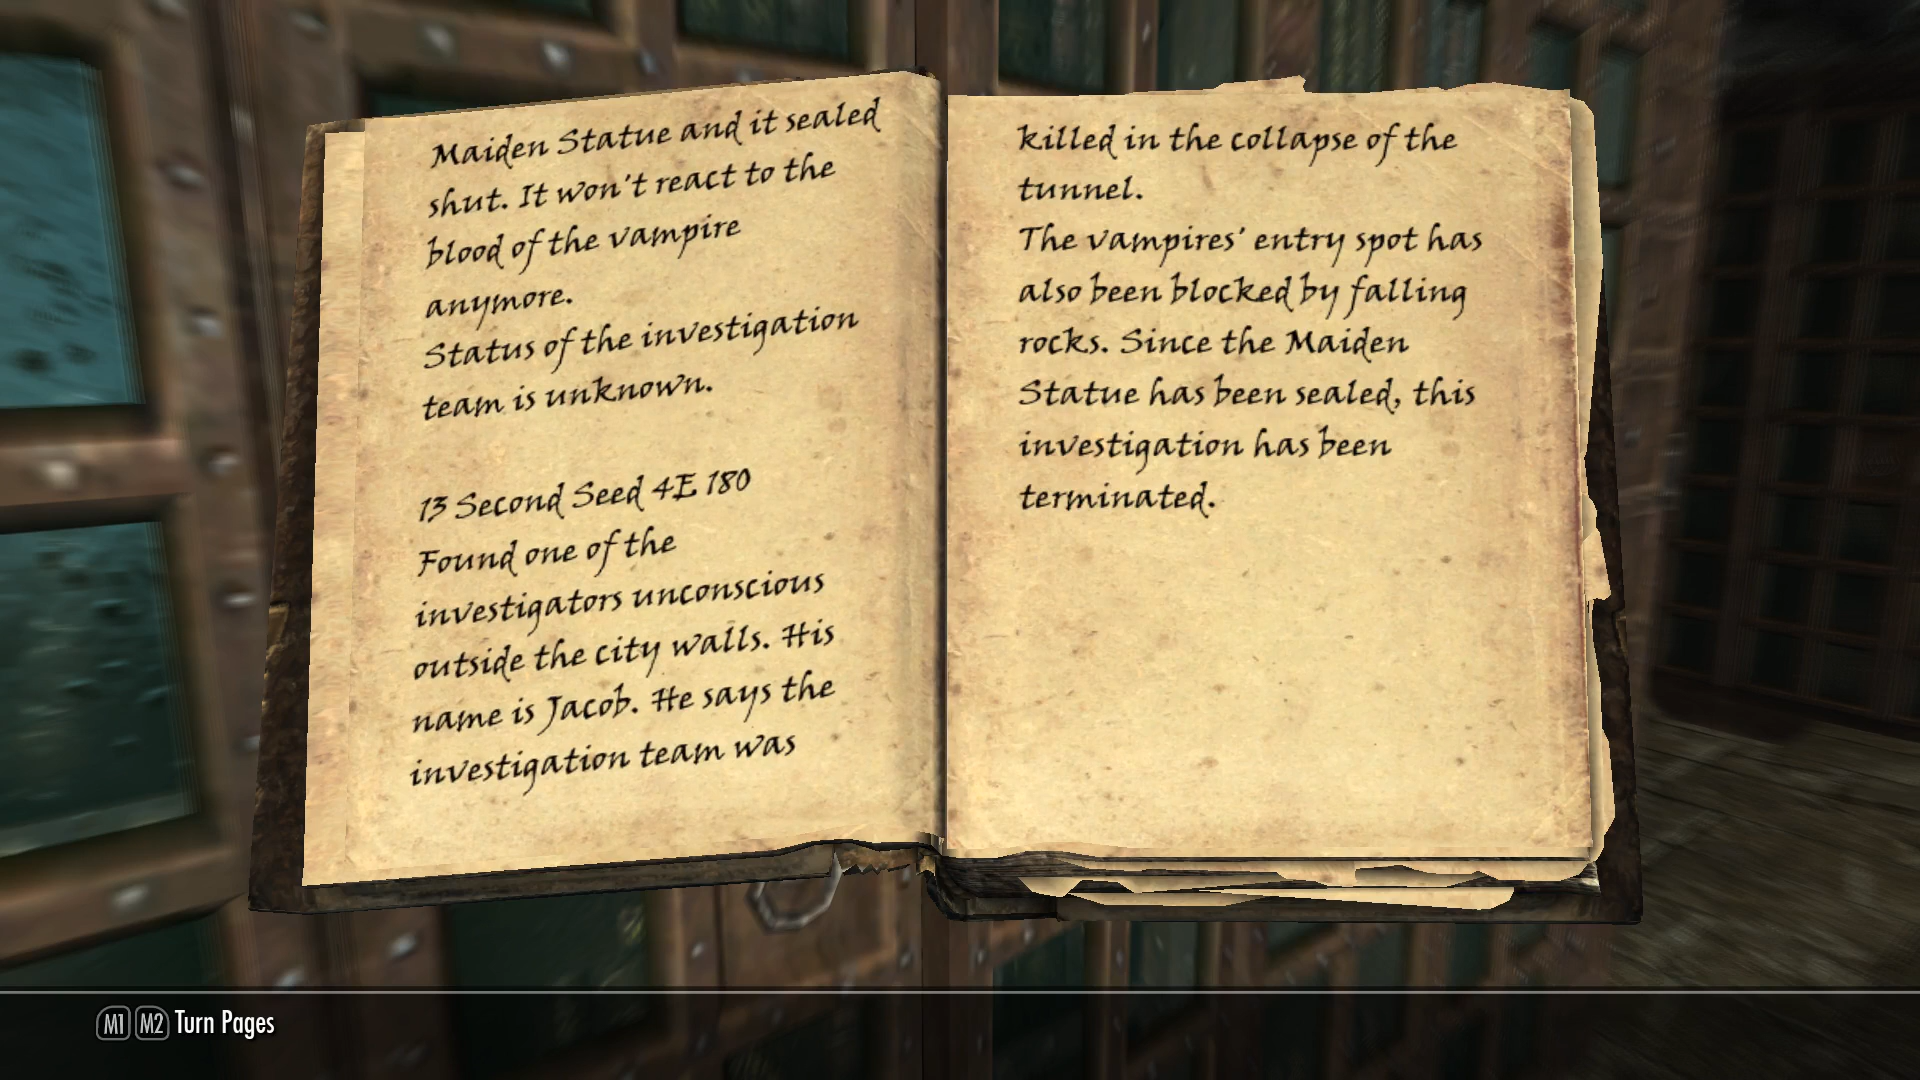 Maiden Statue and it sealed
shut. It won't react to the
blood of the vampire
anymore.
Status of the investigation
team is unknown.
13 Second Seed 4E 180
Found one of the
investigators unconscious
outside the city walls. His
name is Jacob. He says the
investigation team was
killed in the collapse of the
tunnel.
The vampires' entry spot has
also been blocked by falling
rocks. Since the Maiden
Statue has been sealed, this
investigation has been
terminated.
M1 M2 Turn Pages